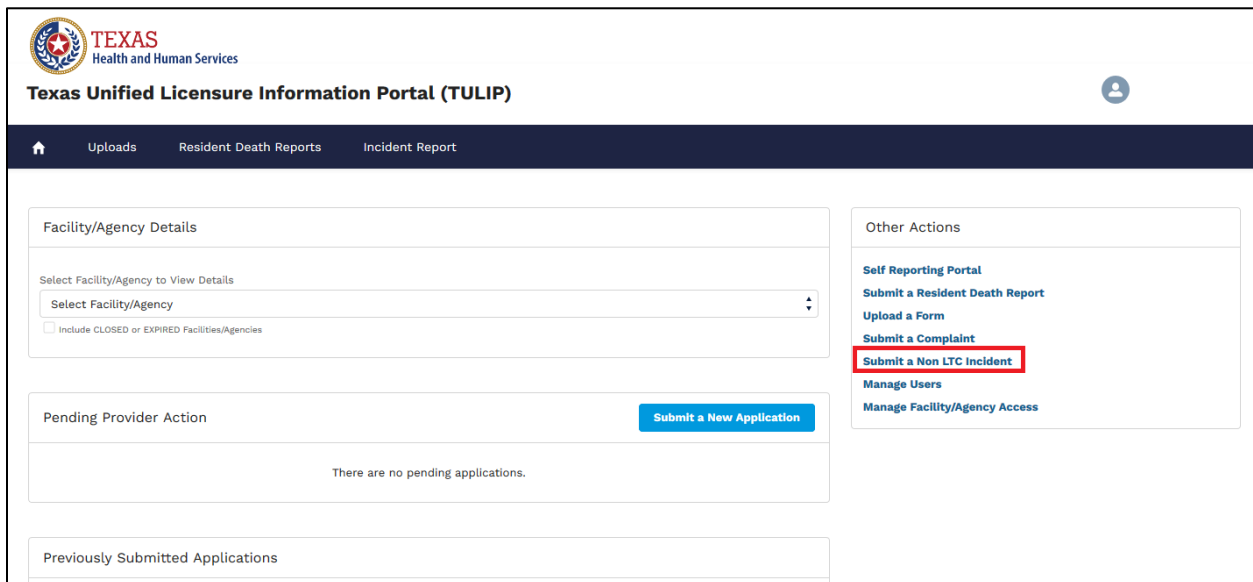 TEXAS
Health and Human Services
Texas Unified Licensure Information Portal (TULIP)
Uploads Resident Death Reports Incident Report
Facility/Agency Details
Select Facility/Agency to View Details
Select Facility/Agency
Include CLOSED or EXPIRED Facilities/Agencies
Pending Provider Action
Submit a New Application
There are no pending applications.
Previously Submitted Applications
Other Actions
Self Reporting Portal
Submit a Resident Death Report
Upload a Form
Submit a Complaint
Submit a Non LTC Incident
Manage Users
Manage Facility/Agency Access